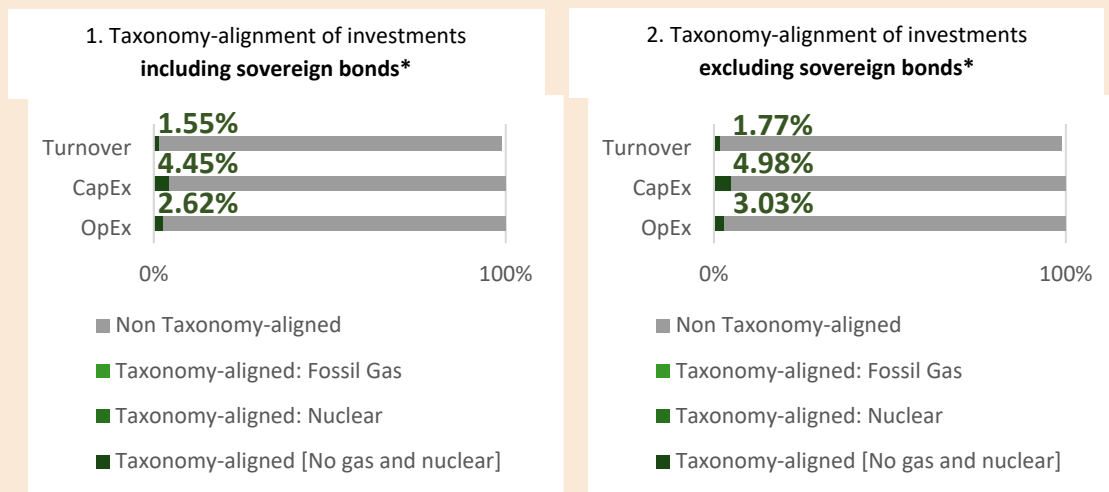 1. Taxonomy-alignment of investments
including sovereign bonds*
1.55%
Turnover
4.45%
CapEx
2.62%
OpEx
0%
100%
Non Taxonomy-aligned
Taxonomy-aligned: Fossil Gas
Taxonomy-aligned: Nuclear
Taxonomy-aligned [No gas and nuclear]
2. Taxonomy-alignment of investments
excluding sovereign bonds*
1.77%
Turnover
4.98%
CapEx
3.03%
OpEx
0%
100%
Non Taxonomy-aligned
Taxonomy-aligned: Fossil Gas
Taxonomy-aligned: Nuclear
Taxonomy-aligned [No gas and nuclear]